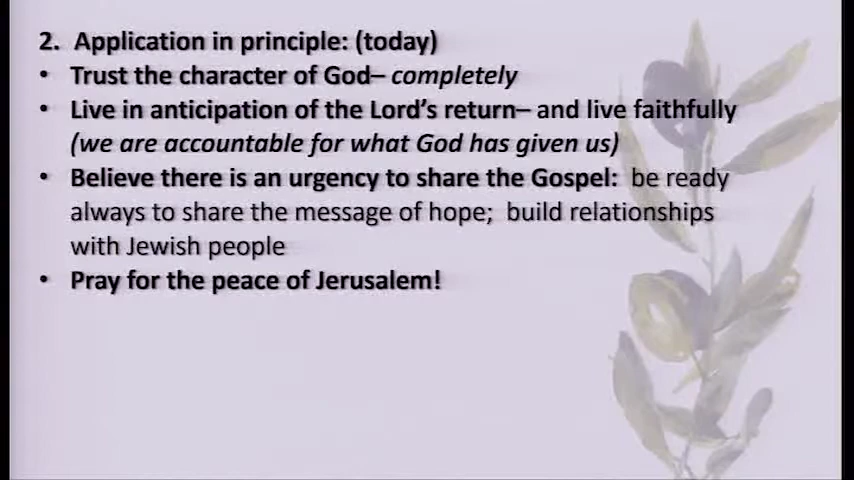 2. Application in principle: (today)
• Trust the character of God– completely
• Live in anticipation of the Lord's return– and live faithfully
(we are accountable for what God has given us)
• Believe there is an urgency to share the Gospel: be ready
always to share the message of hope; build relationships
with Jewish people
• Pray for the peace of Jerusalem!